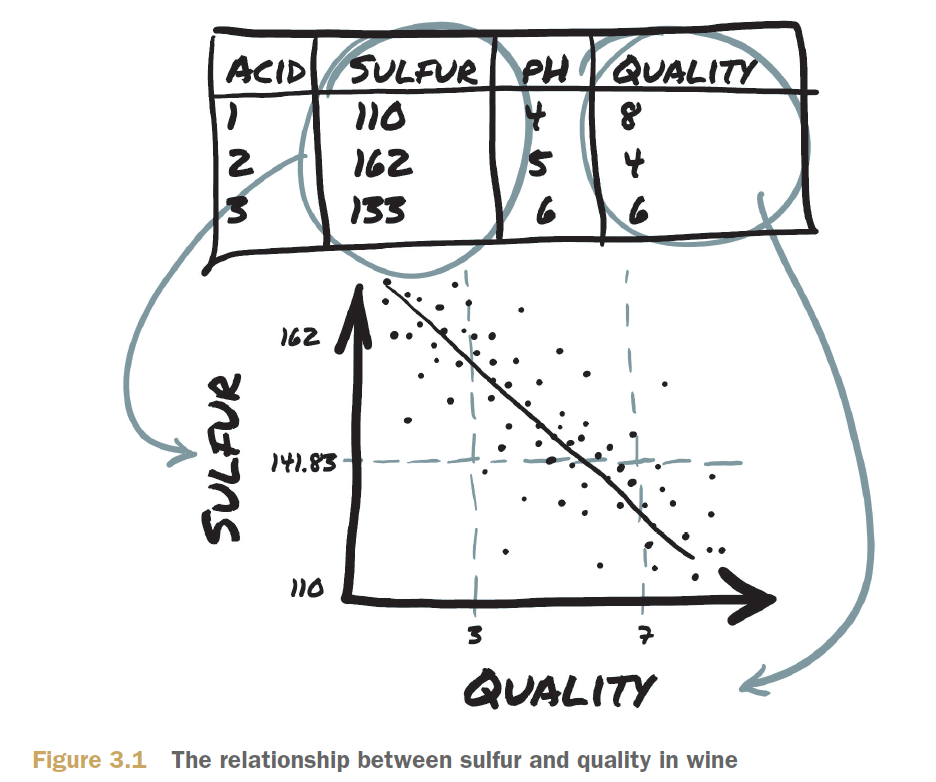 ACID SULFUR pH QUALITY
1 110 4 8
2 162 5 4
3 133 6 6
162
SULFUR
141.83
110
3 7
QUALITY
Figure 3.1 The relationship between sulfur and quality in wine